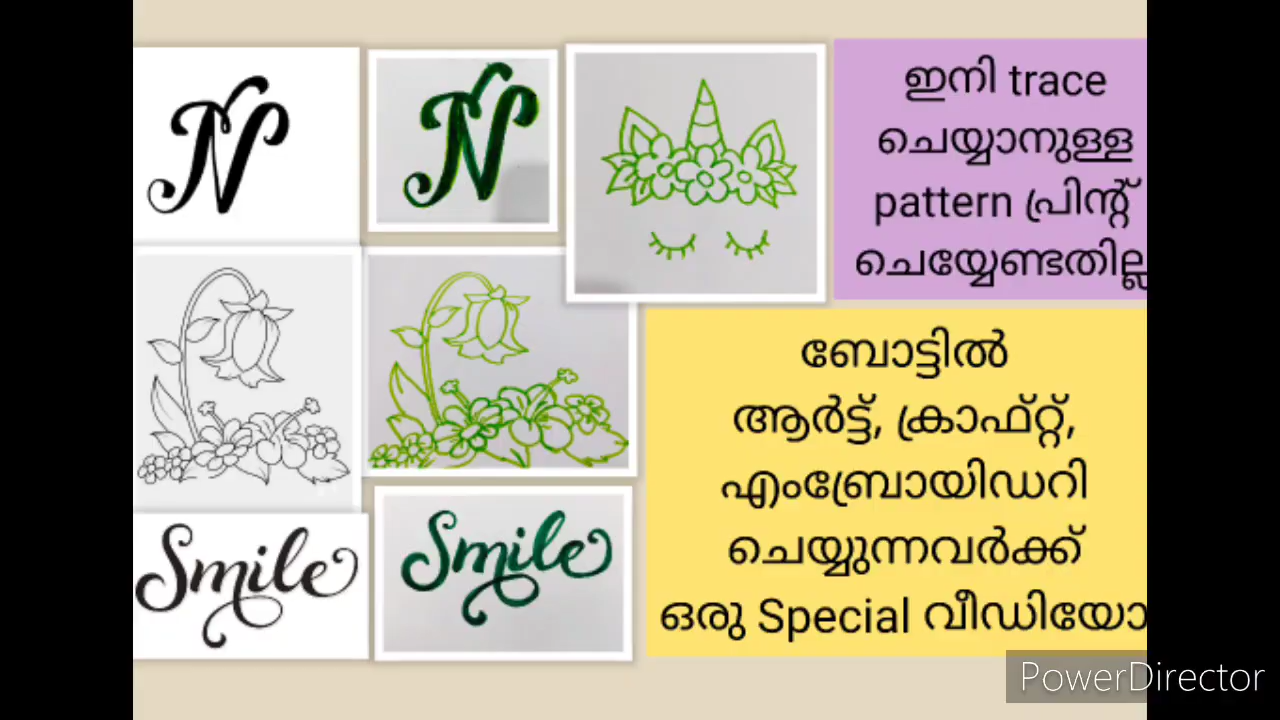 N
N
ഇനി trace
ചെയ്യാനുള്ള
pattern പ്രിന്റ്
ചെയ്യേണ്ടതില്ല
ബോട്ടിൽ
ആർട്ട്, ക്രാഫ്റ്റ്,
എംബ്രോയിഡറി
ചെയ്യുന്നവർക്ക്
ഒരു Special വീഡിയോ
Smile
Smile
PowerDirector